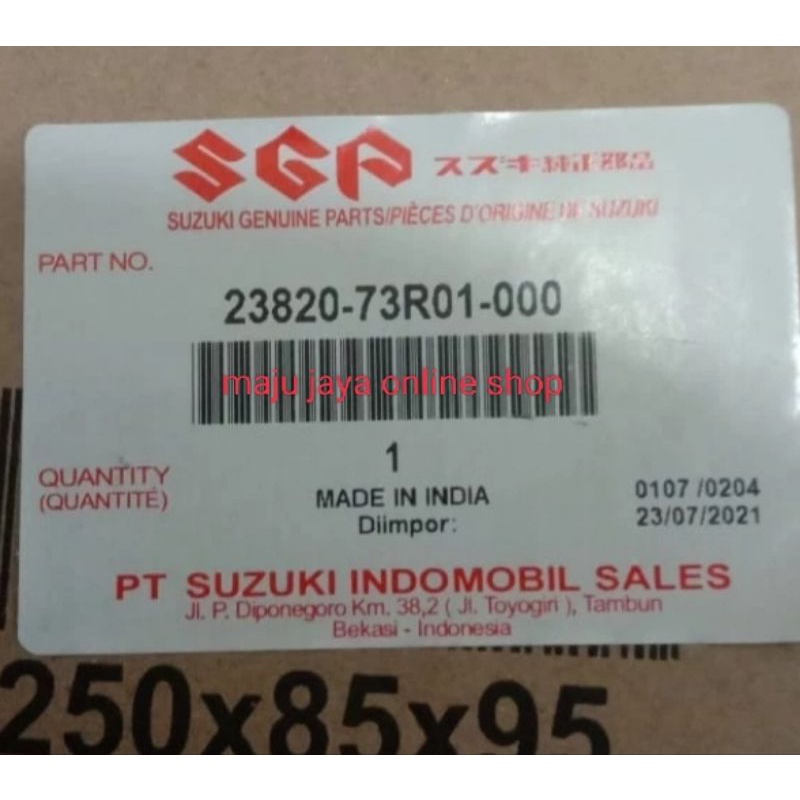 SGP スズキ純正部品
SUZUKI GENUINE PARTS/PIÈCES D'ORIGINE DE SUZUKI
PART NO.
23820-73R01-000
maju jaya online shop
1
QUANTITY
(QUANTITÉ)
MADE IN INDIA
Diimpor:
0107 /0204
23/07/2021
PT SUZUKI INDOMOBIL SALES
Jl. P. Diponegoro Km. 38,2 ( Jl. Toyogiri ), Tambun
Bekasi - Indonesia
250x85x95